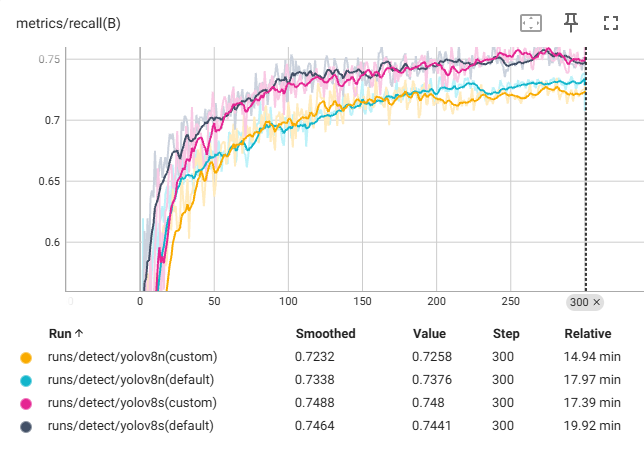 metrics/recall(B)
0.75
0.7
0.65
0.6
0 0 50 100 150 200 250 300 ×
Run ↑ Smoothed Value Step Relative
runs/detect/yolov8n(custom) 0.7232 0.7258 300 14.94 min
runs/detect/yolov8n(default) 0.7338 0.7376 300 17.97 min
runs/detect/yolov8s(custom) 0.7488 0.748 300 17.39 min
runs/detect/yolov8s(default) 0.7464 0.7441 300 19.92 min